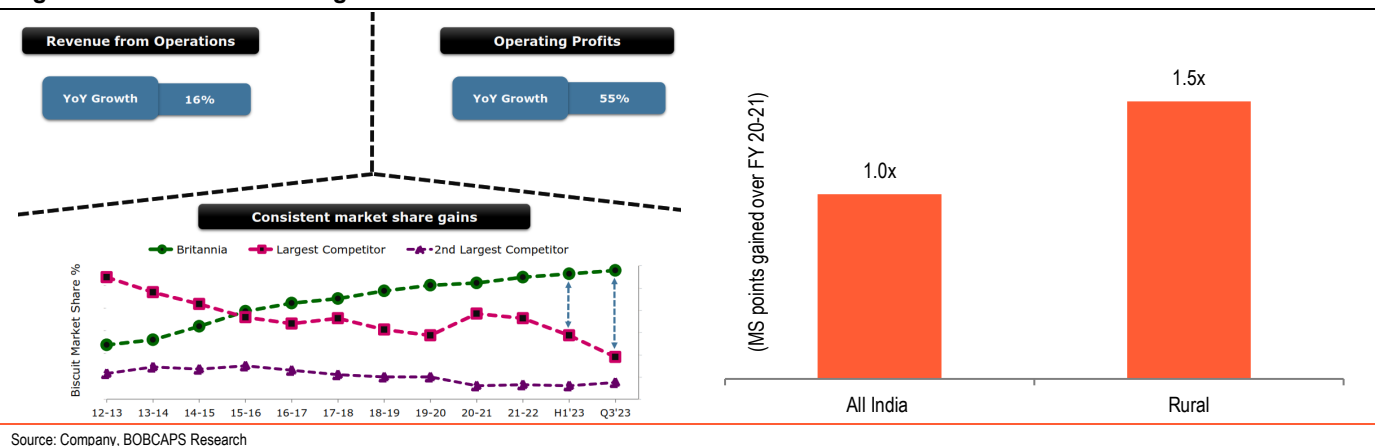 Revenue from Operations
YoY Growth 16%
Operating Profits
YoY Growth 55%
Consistent market share gains
Britannia Largest Competitor 2nd Largest Competitor
Biscuit Market Share %
12-13 13-14 14-15 15-16 16-17 17-18 18-19 19-20 20-21 21-22 H1'23 Q3'23
(MS points gained over FY 20-21)
1.0x
1.5x
All India Rural
Source: Company, BOBCAPS Research